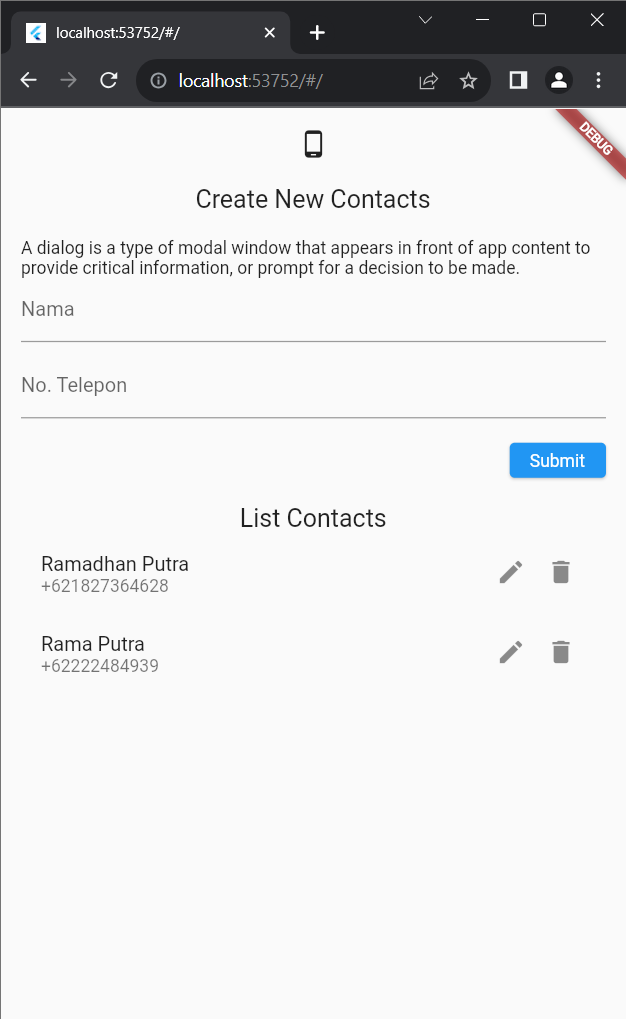 localhost:53752/#/
localhost:53752/#/
DEBUG
Create New Contacts
A dialog is a type of modal window that appears in front of app content to
provide critical information, or prompt for a decision to be made.
Nama
No. Telepon
Submit
List Contacts
Ramadhan Putra
+621827364628
Rama Putra
+62222484939